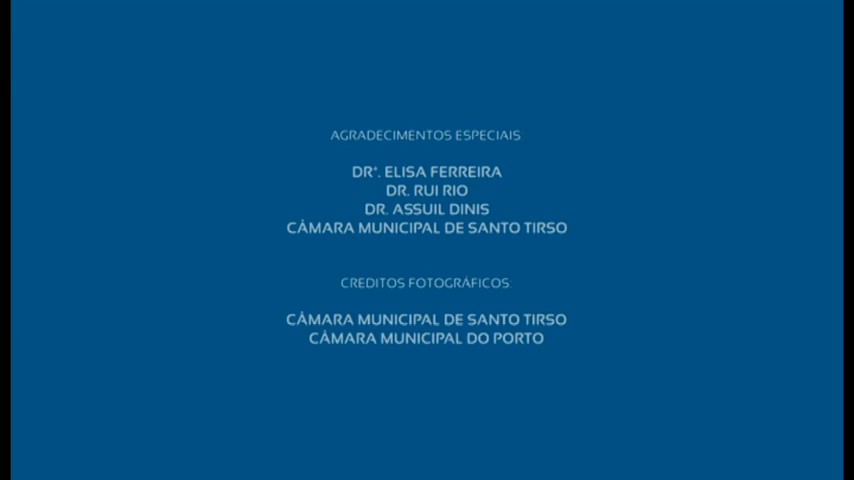 AGRADECIMENTOS ESPECIAIS
DRª. ELISA FERREIRA
DR. RUI RIO
DR. ASSUIL DINIS
CÂMARA MUNICIPAL DE SANTO TIRSO
CREDITOS FOTOGRÁFICOS:
CÂMARA MUNICIPAL DE SANTO TIRSO
CÂMARA MUNICIPAL DO PORTO